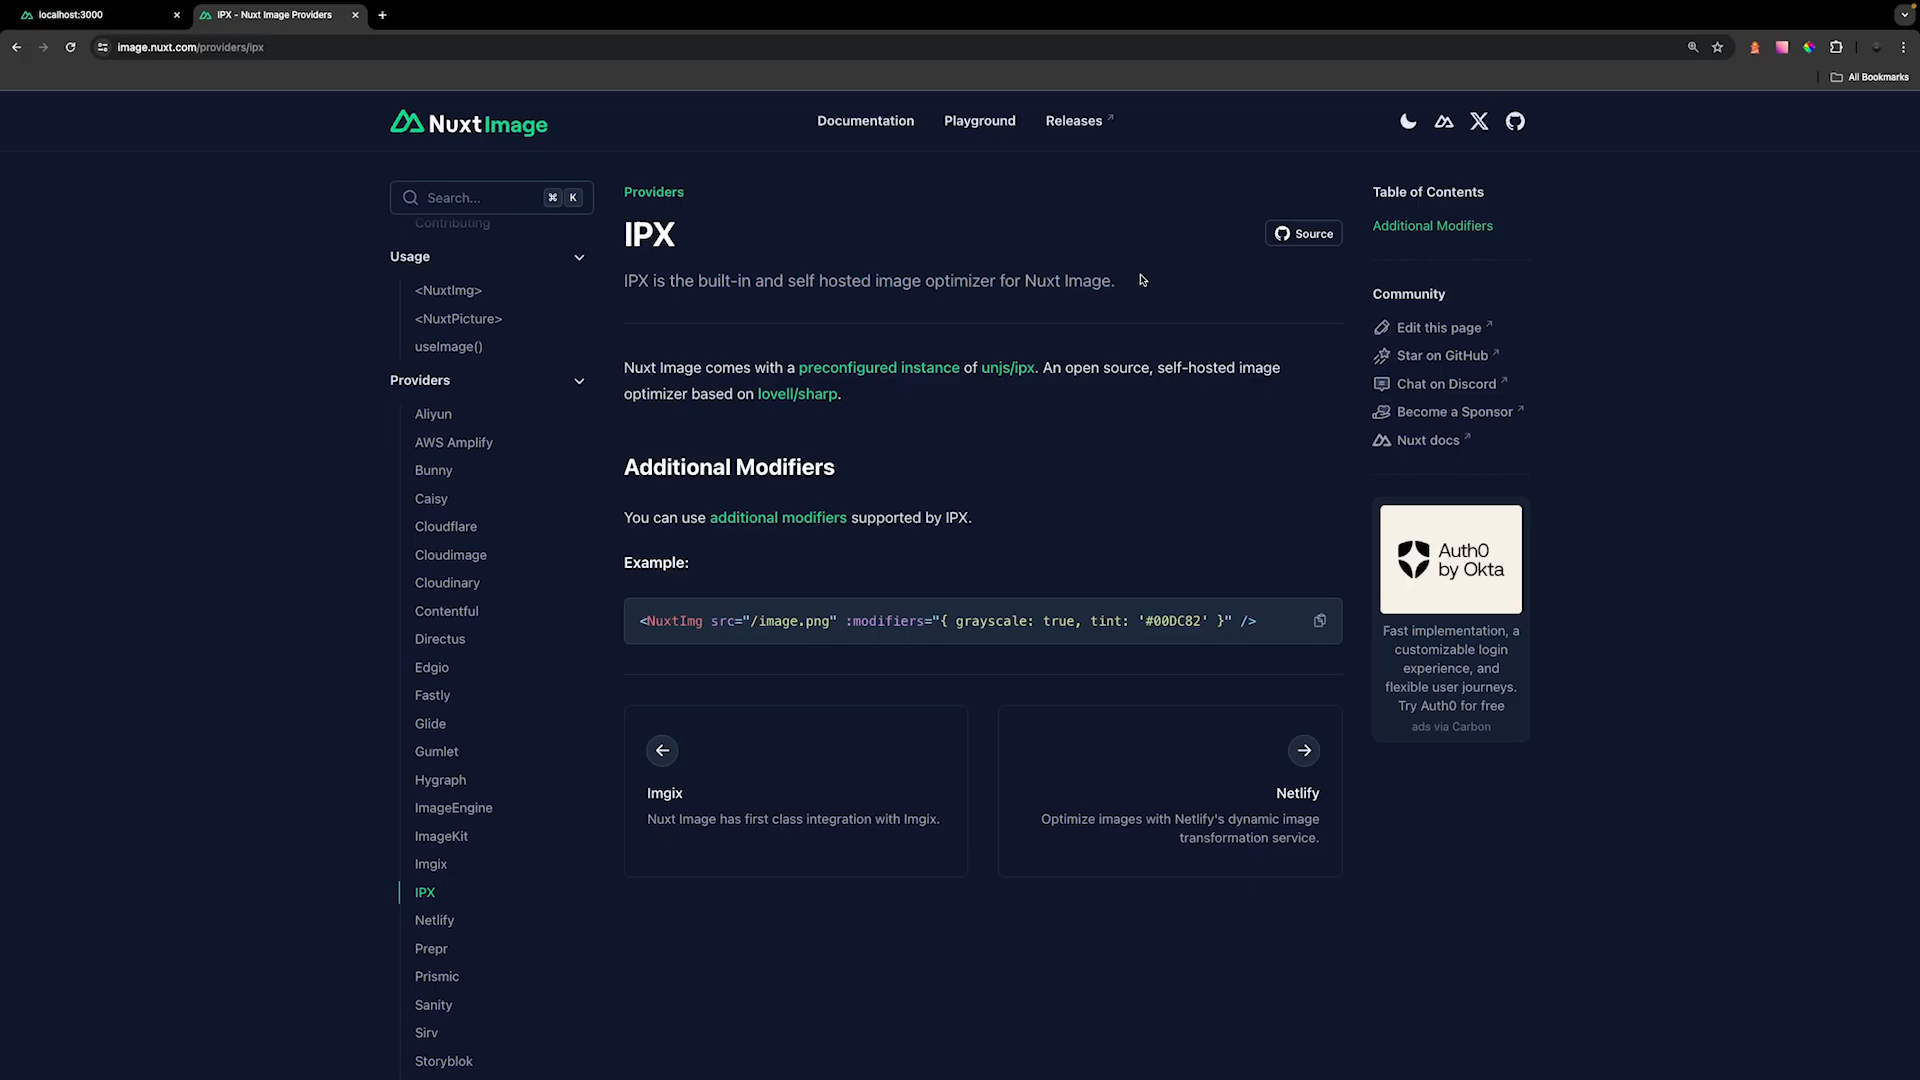 localhost:3000
IPX - Nuxt Image Providers
image.nuxt.com/providers/ipx
All Bookmarks
NuxtImage
Documentation
Playground
Releases
Search...
⌘ K
Contributing
Usage
<NuxtImg>
<NuxtPicture>
useImage()
Providers
Aliyun
AWS Amplify
Bunny
Caisy
Cloudflare
Cloudimage
Cloudinary
Contentful
Directus
Edgio
Fastly
Glide
Gumlet
Hygraph
ImageEngine
ImageKit
Imgix
IPX
Netlify
Prepr
Prismic
Sanity
Sirv
Storyblok
Providers
IPX
Source
IPX is the built-in and self hosted image optimizer for Nuxt Image.
Nuxt Image comes with a preconfigured instance of unjs/ipx. An open source, self-hosted image
optimizer based on lovell/sharp.
Additional Modifiers
You can use additional modifiers supported by IPX.
Example:
<NuxtImg src="/image.png" :modifiers="{ grayscale: true, tint: '#00DC82' }" />
Imgix
Nuxt Image has first class integration with Imgix.
Netlify
Optimize images with Netlify's dynamic image
transformation service.
Table of Contents
Additional Modifiers
Community
Edit this page
Star on GitHub
Chat on Discord
Become a Sponsor
Nuxt docs
Auth0
by Okta
Fast implementation, a
customizable login
experience, and
flexible user journeys.
Try Auth0 for free
ads via Carbon